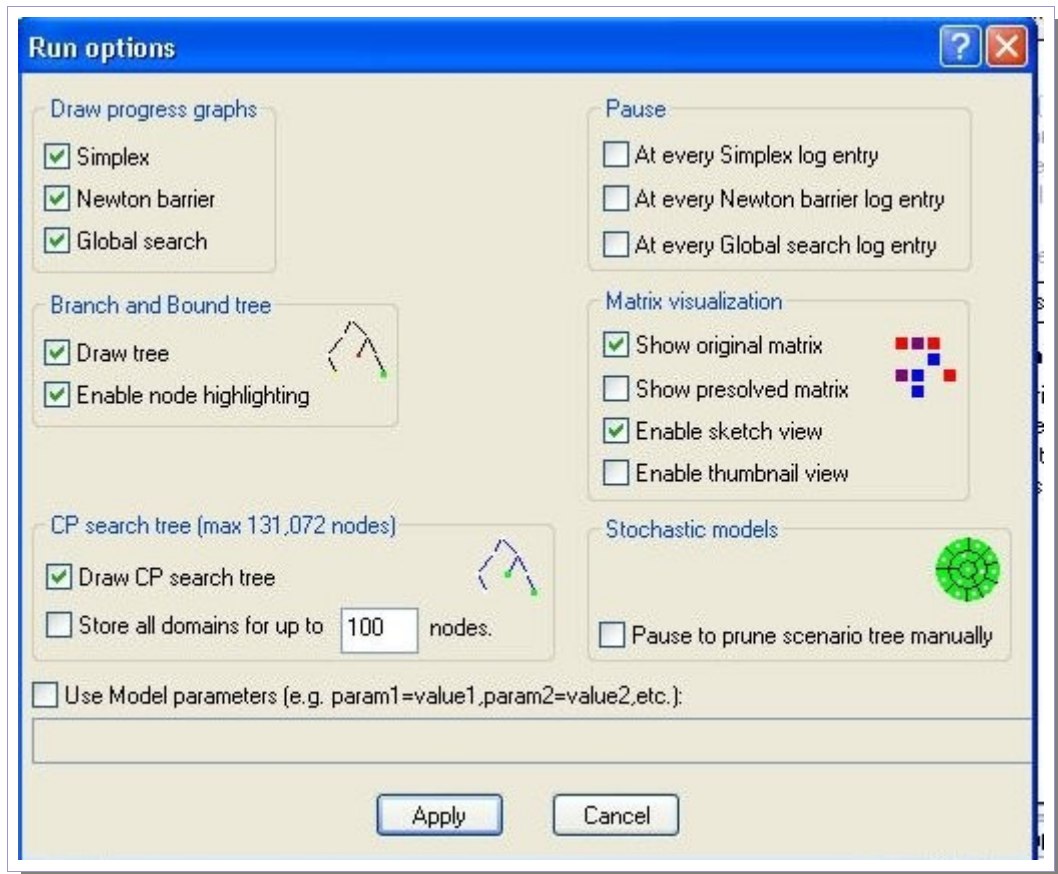 Run options
Draw progress graphs
Simplex
Newton barrier
Global search
Pause
At every Simplex log entry
At every Newton barrier log entry
At every Global search log entry
Branch and Bound tree
Draw tree
Enable node highlighting
Matrix visualization
Show original matrix
Show presolved matrix
Enable sketch view
Enable thumbnail view
CP search tree (max 131,072 nodes)
Draw CP search tree
Store all domains for up to 100 nodes.
Stochastic models
Pause to prune scenario tree manually
Use Model parameters (e.g. param1=value1,param2=value2,etc.):
Apply
Cancel